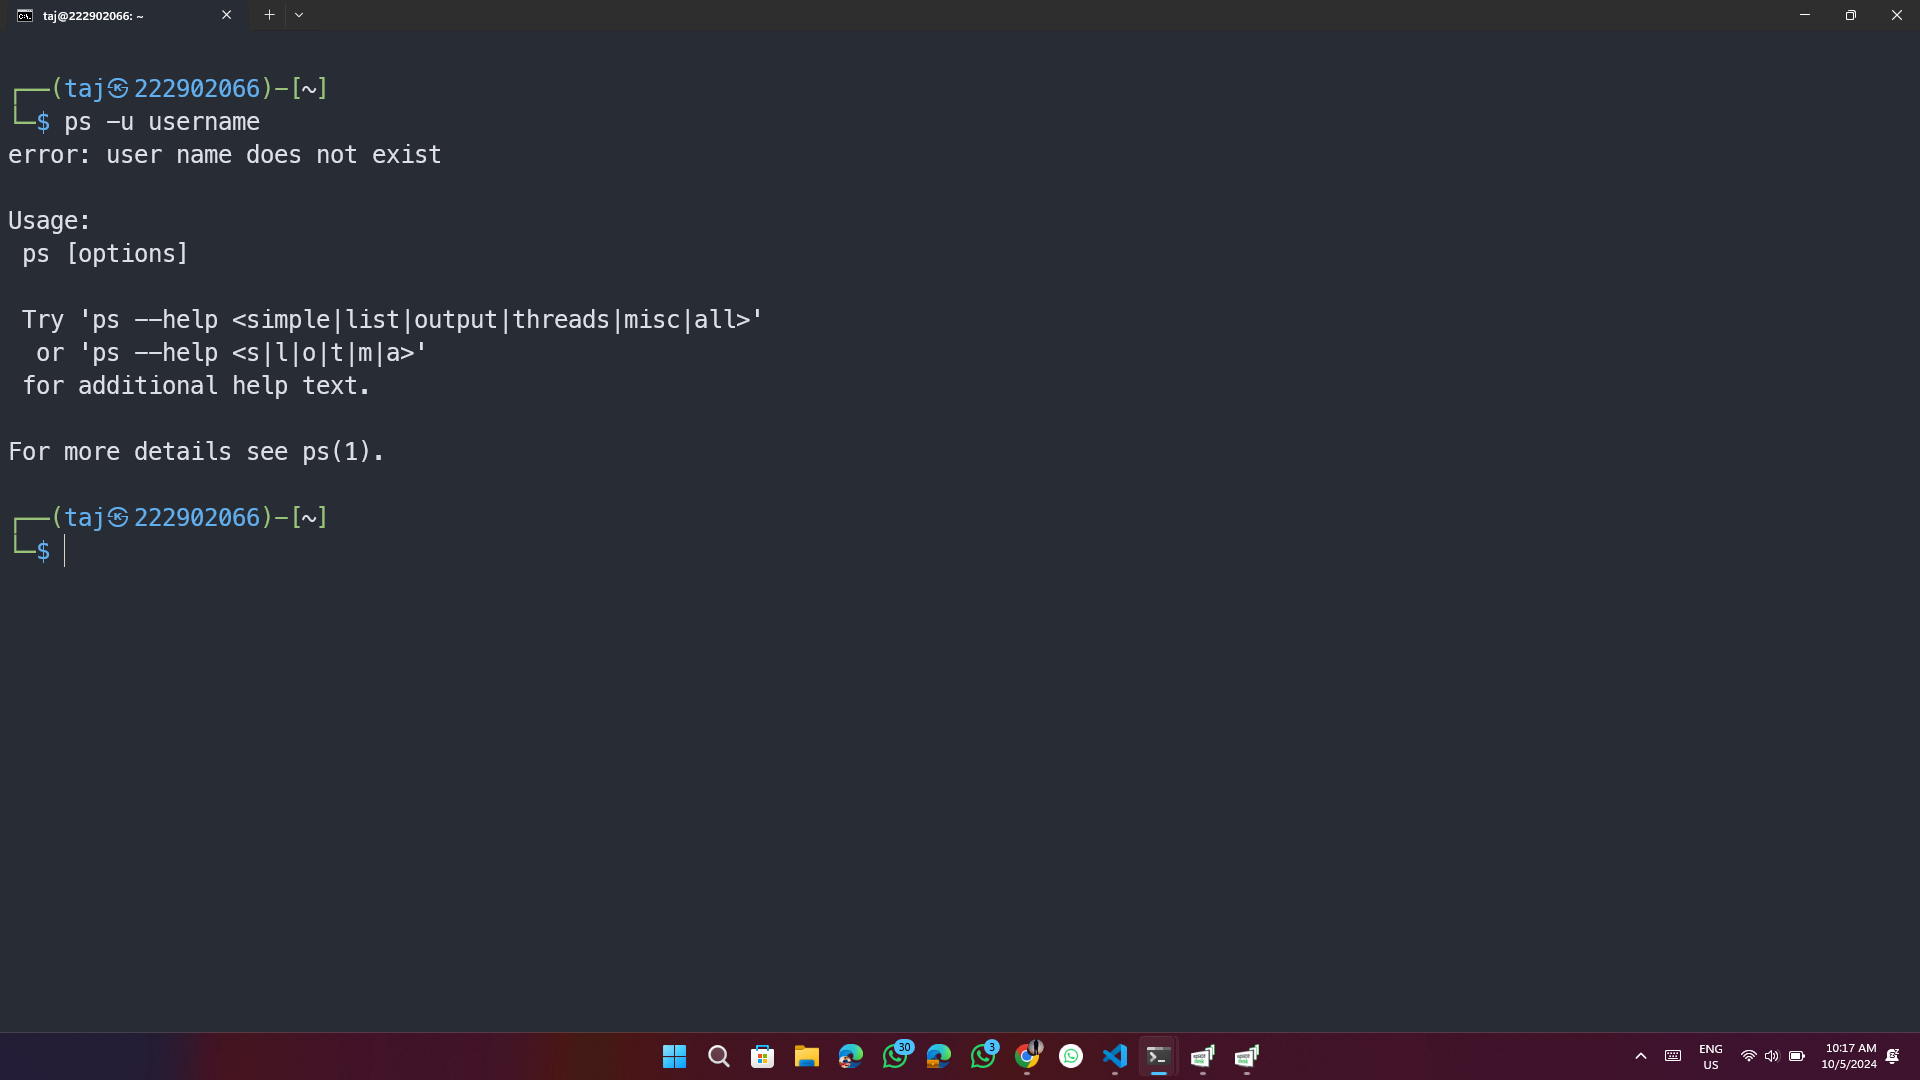 taj@222902066: ~
┌──(taj㉿222902066)-[~]
└─$ ps -u username
error: user name does not exist
Usage:
ps [options]
Try 'ps --help <simple|list|output|threads|misc|all>'
or 'ps --help <s|l|o|t|m|a>'
for additional help text.
For more details see ps(1).
┌──(taj㉿222902066)-[~]
└─$
30
3
ENG
US
10:17 AM
10/5/2024